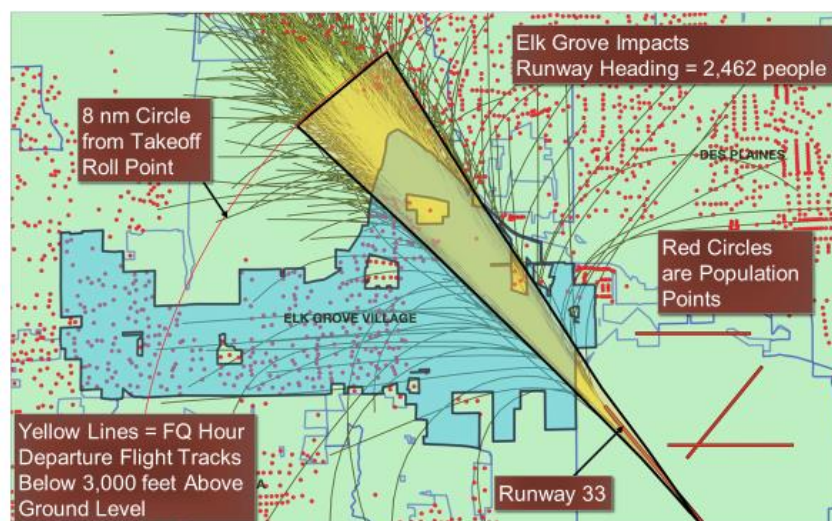 Elk Grove Impacts
Runway Heading = 2,462 people
8 nm Circle
from Takeoff
Roll Point
DES PLAINES
Red Circles
are Population
Points
ELK GROVE VILLAGE
Yellow Lines = FQ Hour
Departure Flight Tracks
Below 3,000 feet Above
Ground Level
A
Runway 33